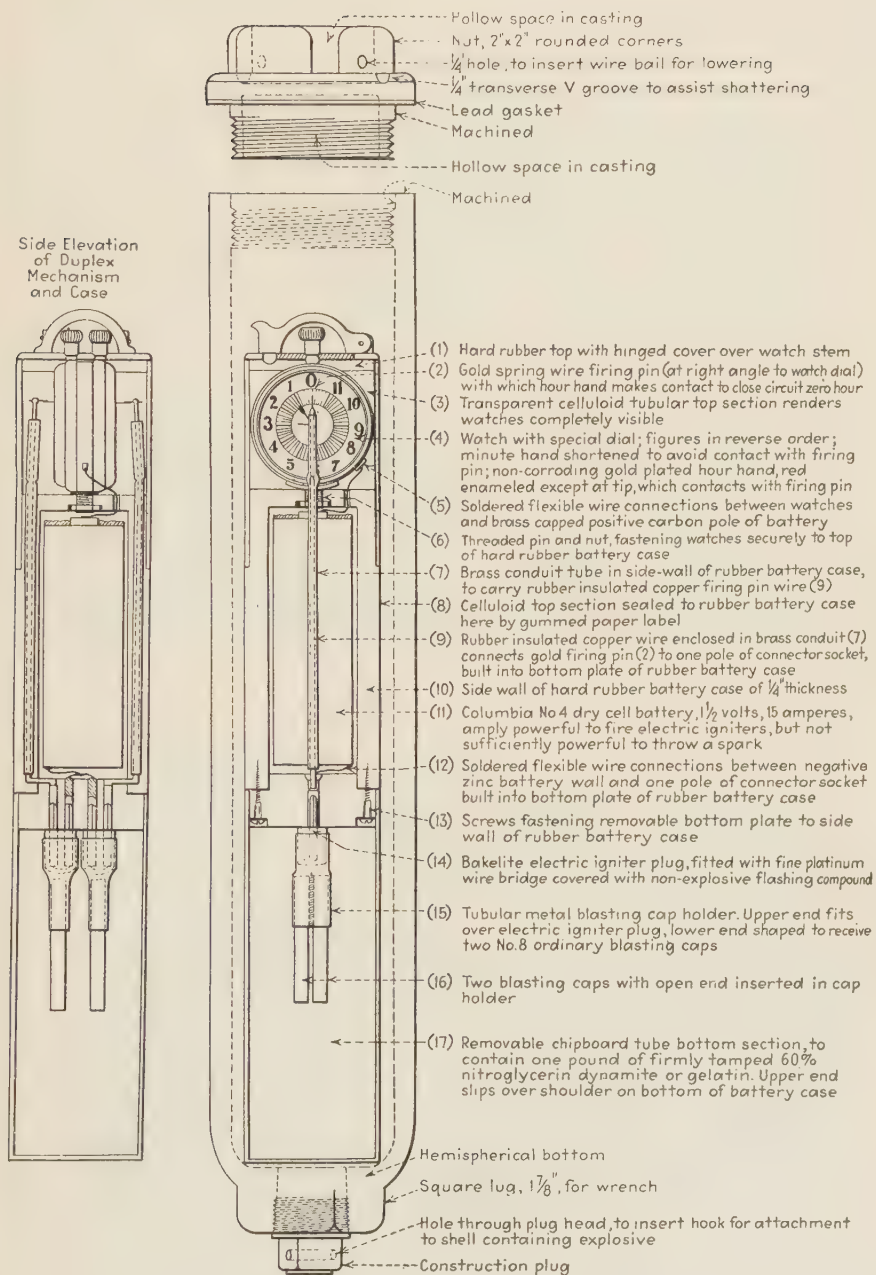 Hollow space in casting
Nut, 2"x2" rounded corners
1/4" hole, to insert wire bail for lowering
1/4" transverse V groove to assist shattering
Lead gasket
Machined
Hollow space in casting
Machined
Side Elevation
of Duplex
Mechanism
and Case
0
1 11
2 10
3 9
4 8
5 7
(1) Hard rubber top with hinged cover over watch stem
(2) Gold spring wire firing pin (at right angle to watch dial)
with which hour hand makes contact to close circuit zero hour
(3) Transparent celluloid tubular top section renders
watches completely visible
(4) Watch with special dial; figures in reverse order;
minute hand shortened to avoid contact with firing
pin; non-corroding gold plated hour hand, red
enameled except at tip, which contacts with firing pin
(5) Soldered flexible wire connections between watches
and brass capped positive carbon pole of battery
(6) Threaded pin and nut, fastening watches securely to top
of hard rubber battery case
(7) Brass conduit tube in side-wall of rubber battery case,
to carry rubber insulated copper firing pin wire (9)
(8) Celluloid top section sealed to rubber battery case
here by gummed paper label
(9) Rubber insulated copper wire enclosed in brass conduit (7)
connects gold firing pin (2) to one pole of connector socket,
built into bottom plate of rubber battery case
(10) Side wall of hard rubber battery case of 1/4" thickness
(11) Columbia No 4 dry cell battery, 1 1/2 volts, 15 amperes,
amply powerful to fire electric igniters, but not
sufficiently powerful to throw a spark
(12) Soldered flexible wire connections between negative
zinc battery wall and one pole of connector socket
built into bottom plate of rubber battery case
(13) Screws fastening removable bottom plate to side
wall of rubber battery case
(14) Bakelite electric igniter plug, fitted with fine platinum
wire bridge covered with non-explosive flashing compound
(15) Tubular metal blasting cap holder. Upper end fits
over electric igniter plug, lower end shaped to receive
two No. 8 ordinary blasting caps
(16) Two blasting caps with open end inserted in cap
holder
(17) Removable chipboard tube bottom section, to
contain one pound of firmly tamped 60%
nitroglycerin dynamite or gelatin. Upper end
slips over shoulder on bottom of battery case
Hemispherical bottom
Square lug, 1 7/8", for wrench
Hole through plug head, to insert hook for attachment
to shell containing explosive
Construction plug